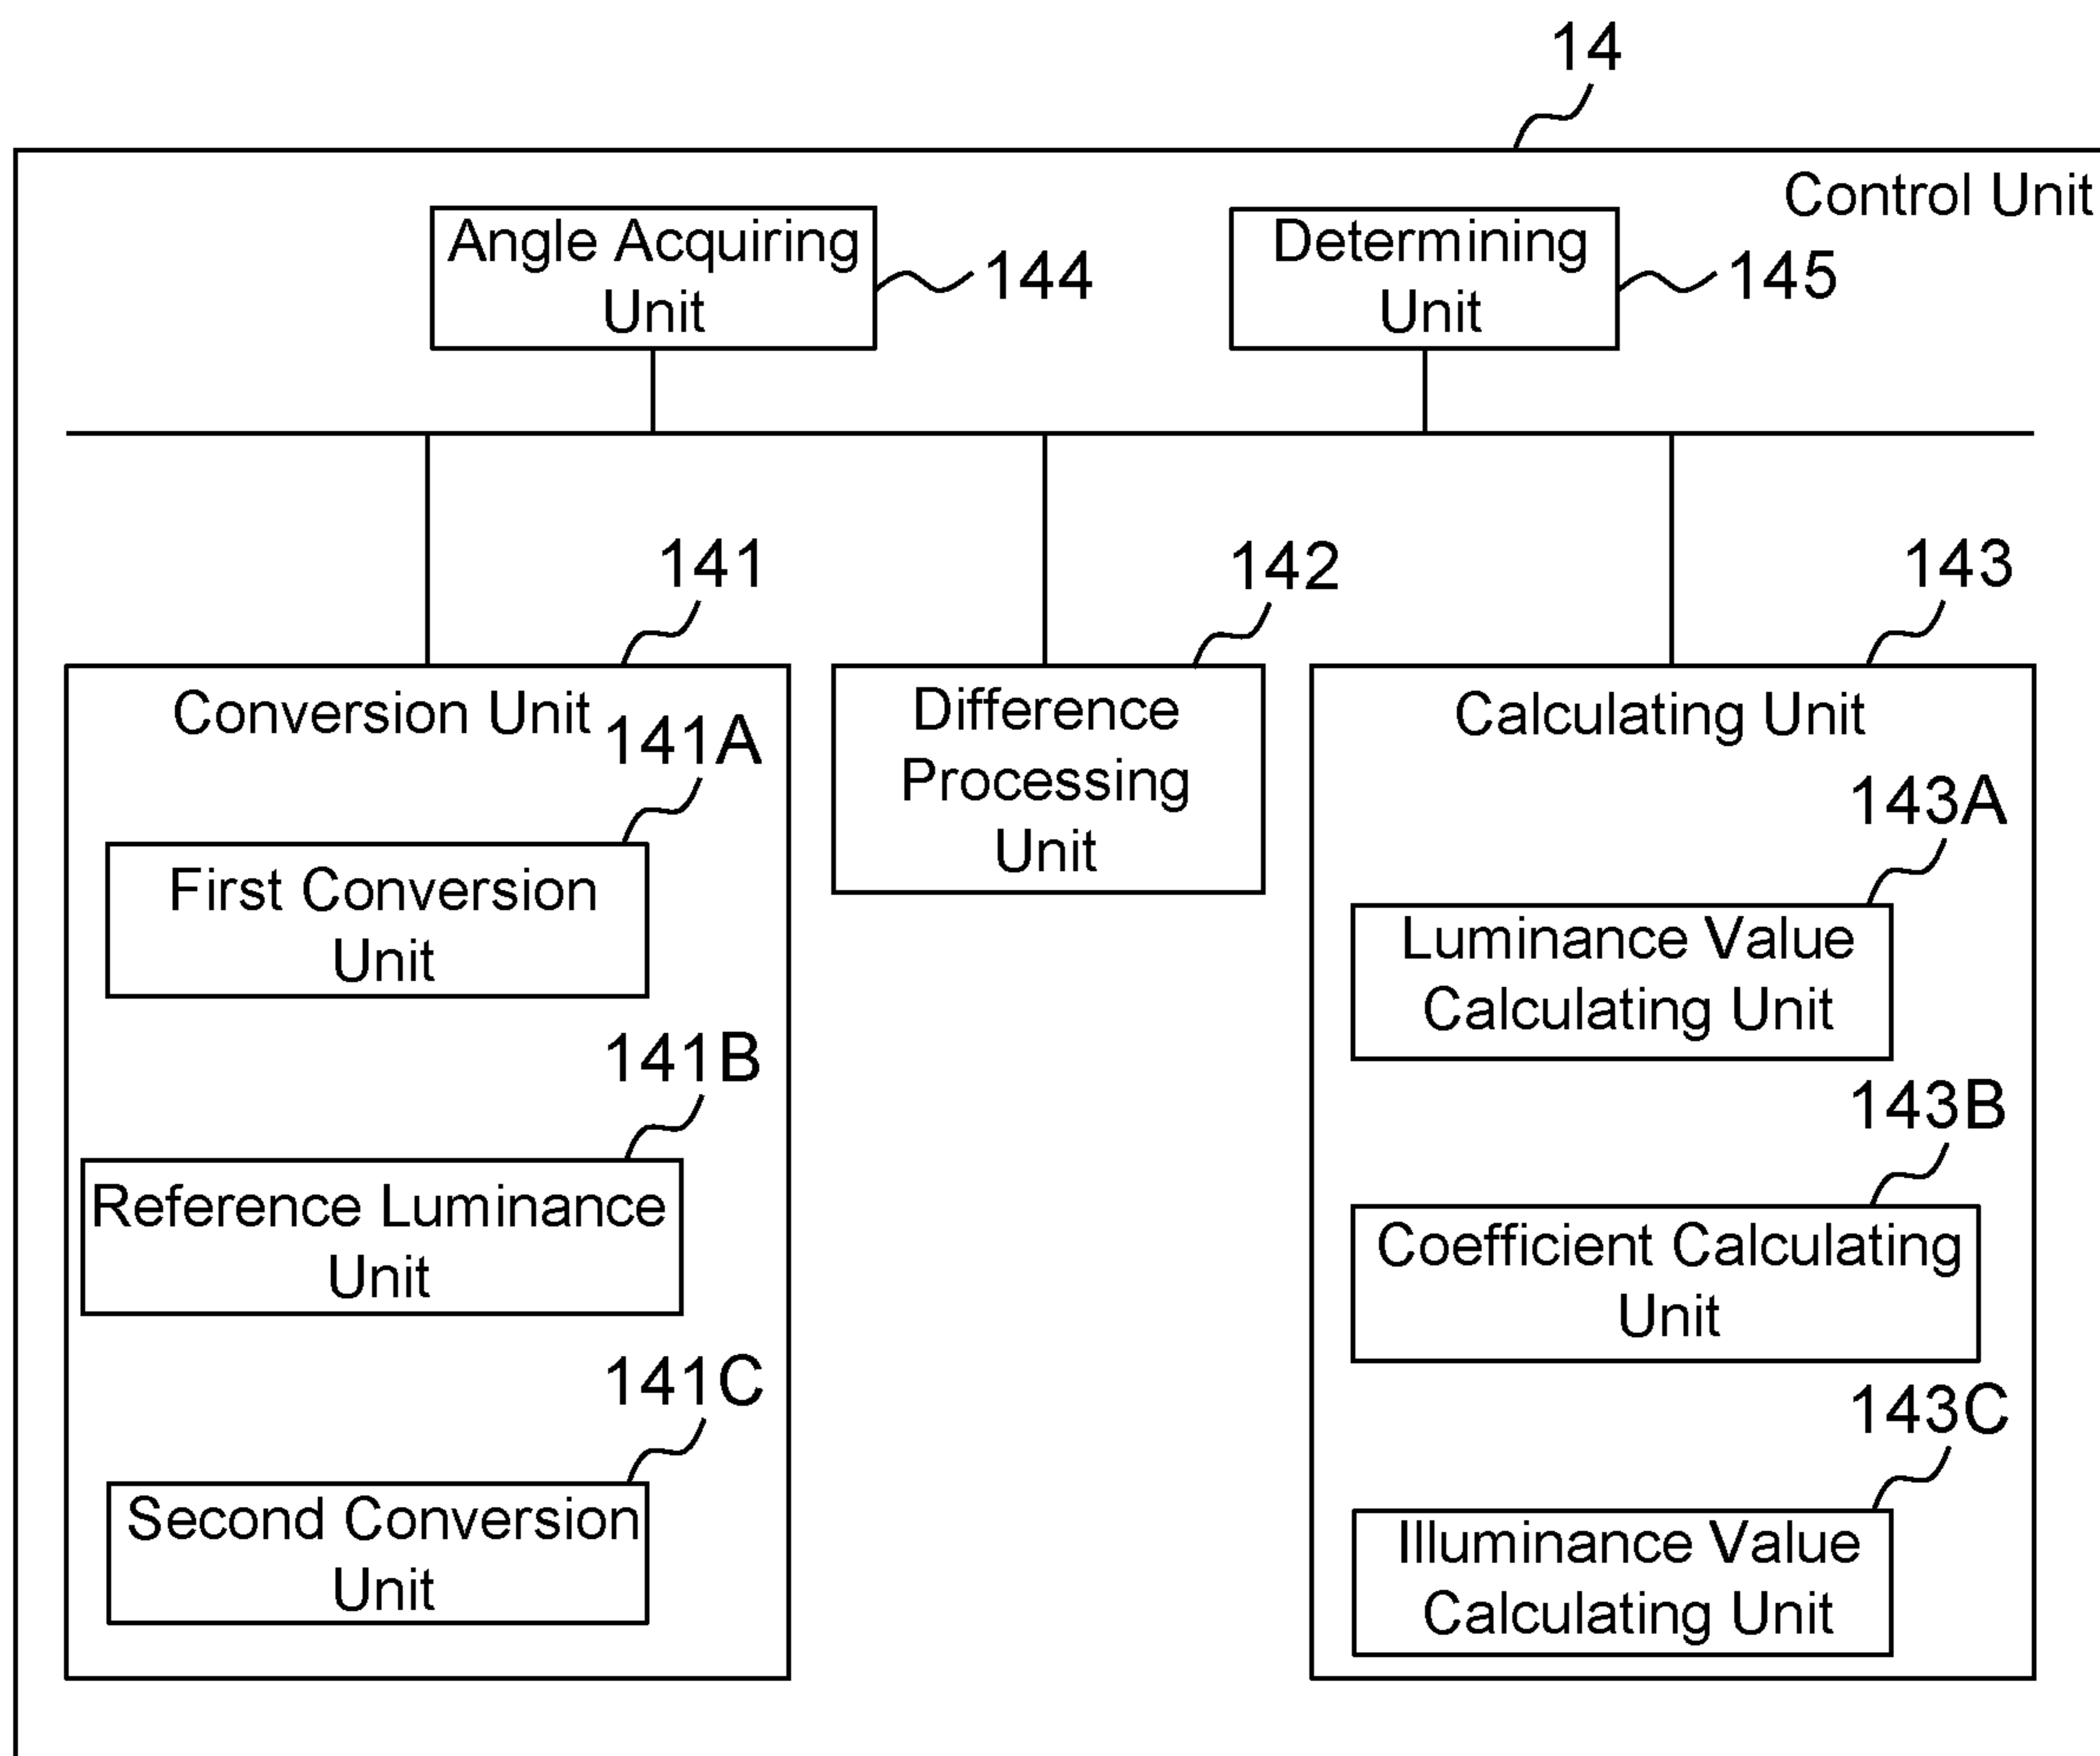 14
Control Unit
Angle Acquiring
Unit
144
Determining
Unit
145
141
Conversion Unit
141A
First Conversion
Unit
141B
Reference Luminance
Unit
141C
Second Conversion
Unit
142
Difference
Processing
Unit
143
Calculating Unit
143A
Luminance Value
Calculating Unit
143B
Coefficient Calculating
Unit
143C
Illuminance Value
Calculating Unit